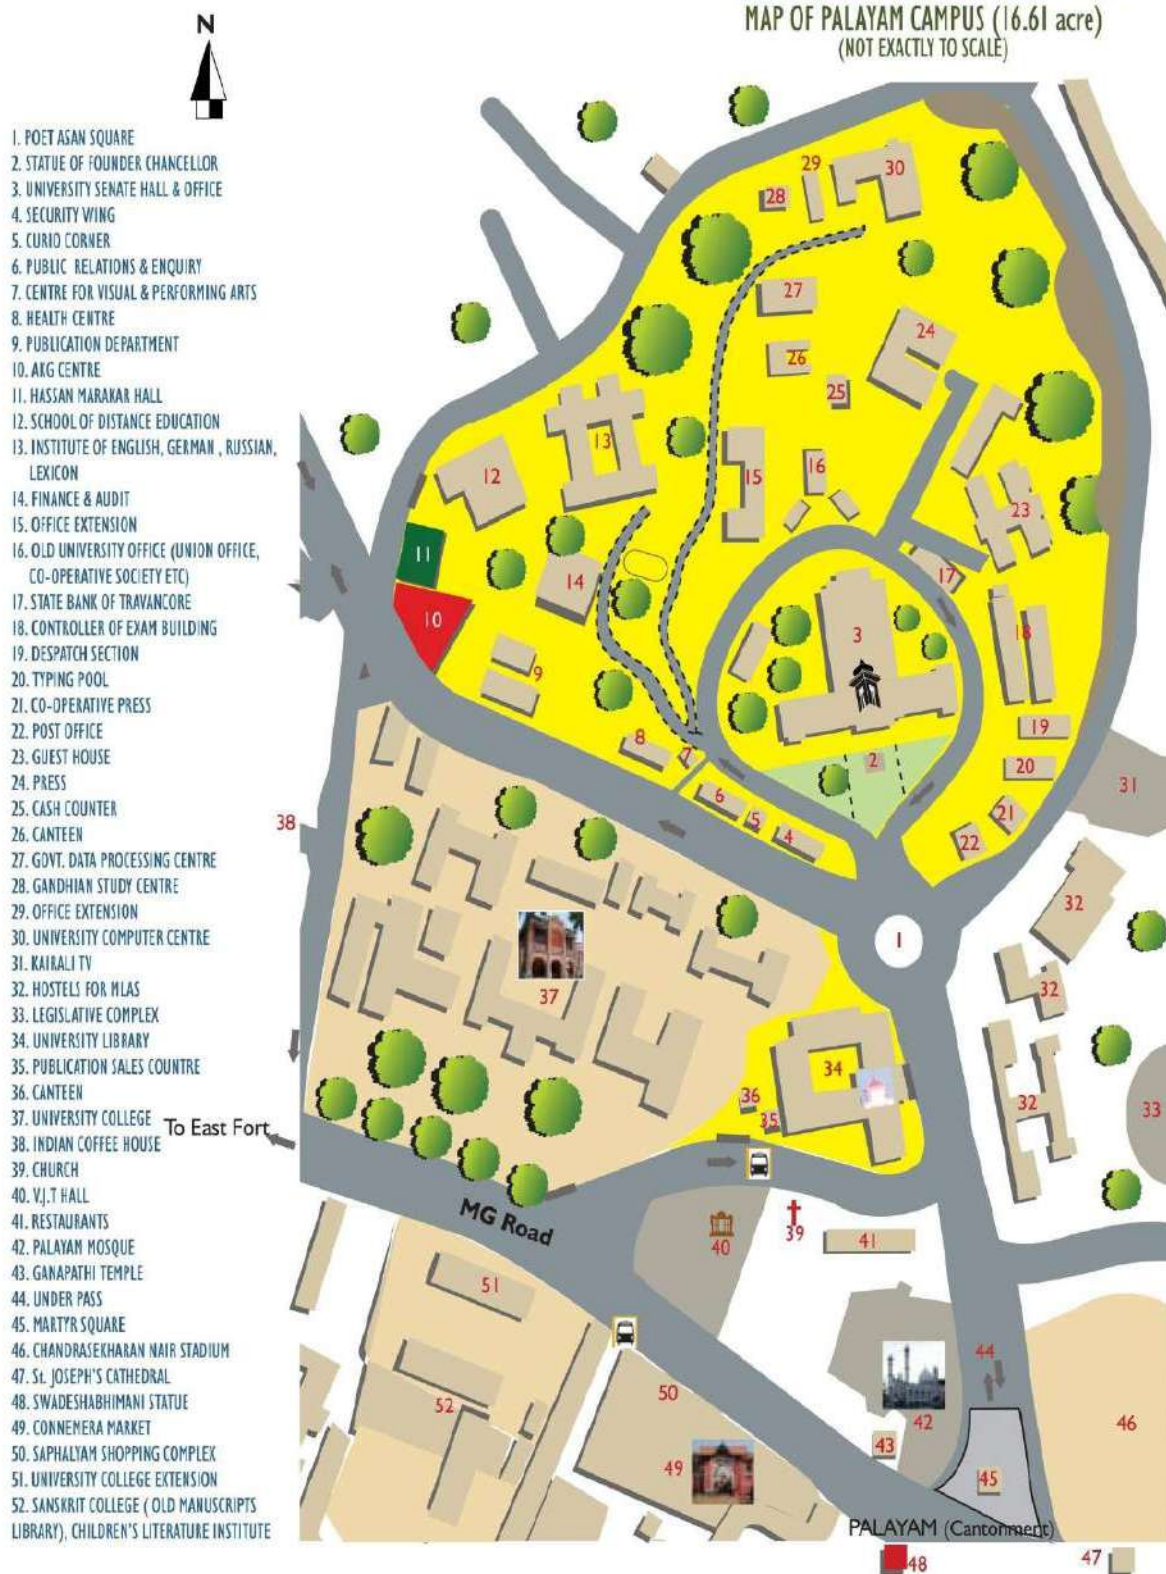 MAP OF PALAYAM CAMPUS (16.61 acre)
(NOT EXACTLY TO SCALE)
N
1. POET ASAN SQUARE
2. STATUE OF FOUNDER CHANCELLOR
3. UNIVERSITY SENATE HALL & OFFICE
4. SECURITY WING
5. CURIO CORNER
6. PUBLIC RELATIONS & ENQUIRY
7. CENTRE FOR VISUAL & PERFORMING ARTS
8. HEALTH CENTRE
9. PUBLICATION DEPARTMENT
10. AKG CENTRE
11. HASSAN MARAKAR HALL
12. SCHOOL OF DISTANCE EDUCATION
13. INSTITUTE OF ENGLISH, GERMAN , RUSSIAN,
LEXICON
14. FINANCE & AUDIT
15. OFFICE EXTENSION
16. OLD UNIVERSITY OFFICE (UNION OFFICE,
CO-OPERATIVE SOCIETY ETC)
17. STATE BANK OF TRAVANCORE
18. CONTROLLER OF EXAM BUILDING
19. DESPATCH SECTION
20. TYPING POOL
21. CO-OPERATIVE PRESS
22. POST OFFICE
23. GUEST HOUSE
24. PRESS
25. CASH COUNTER
26. CANTEEN
27. GOVT. DATA PROCESSING CENTRE
28. GANDHIAN STUDY CENTRE
29. OFFICE EXTENSION
30. UNIVERSITY COMPUTER CENTRE
31. KAIRALI TV
32. HOSTELS FOR MLAS
33. LEGISLATIVE COMPLEX
34. UNIVERSITY LIBRARY
35. PUBLICATION SALES COUNTRE
36. CANTEEN
37. UNIVERSITY COLLEGE
38. INDIAN COFFEE HOUSE
39. CHURCH
40. V.J.T HALL
41. RESTAURANTS
42. PALAYAM MOSQUE
43. GANAPATHI TEMPLE
44. UNDER PASS
45. MARTYR SQUARE
46. CHANDRASEKHARAN NAIR STADIUM
47. St. JOSEPH'S CATHEDRAL
48. SWADESHABHIMANI STATUE
49. CONNEMERA MARKET
50. SAPHALYAM SHOPPING COMPLEX
51. UNIVERSITY COLLEGE EXTENSION
52. SANSKRIT COLLEGE ( OLD MANUSCRIPTS
LIBRARY), CHILDREN'S LITERATURE INSTITUTE
29
30
28
27
24
26
25
13
12
15
16
23
11
14
17
10
3
18
9
19
8
7
2
20
31
6
5
4
21
22
38
32
1
37
32
34
36
35
32
33
To East Fort
MG Road
40
39
41
51
44
50
52
42
46
43
49
45
PALAYAM (Cantonment)
48
47